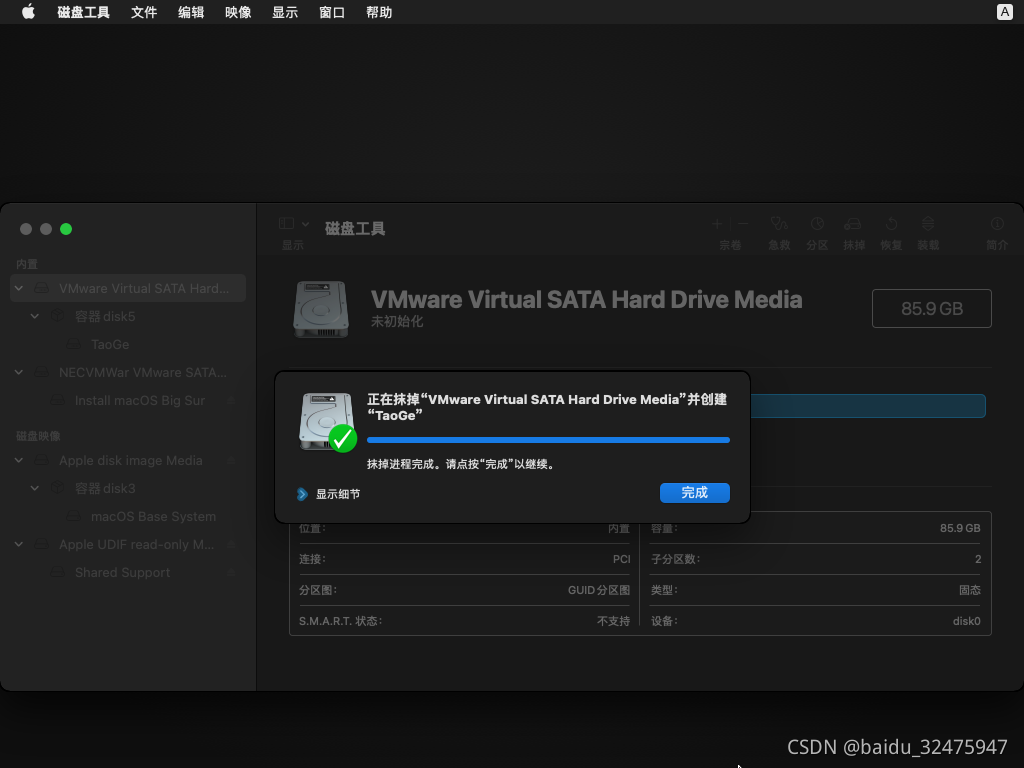 磁盘工具 文件 编辑 映像 显示 窗口 帮助 A
磁盘工具
显示
宗卷 急救 分区 抹掉 恢复 装载 简介
内置
VMware Virtual SATA Hard...
容器 disk5
TaoGe
NECVMWar VMware SATA...
Install macOS Big Sur
磁盘映像
Apple disk image Media
容器 disk3
macOS Base System
Apple UDIF read-only M...
Shared Support
VMware Virtual SATA Hard Drive Media
未初始化
85.9 GB
正在抹掉“VMware Virtual SATA Hard Drive Media”并创建
“TaoGe”
抹掉进程完成。请点按“完成”以继续。
显示细节
完成
位置: 内置 容量: 85.9 GB
连接: PCI 子分区数: 2
分区图: GUID分区图 类型: 固态
S.M.A.R.T. 状态: 不支持 设备: disk0
CSDN @baidu_32475947